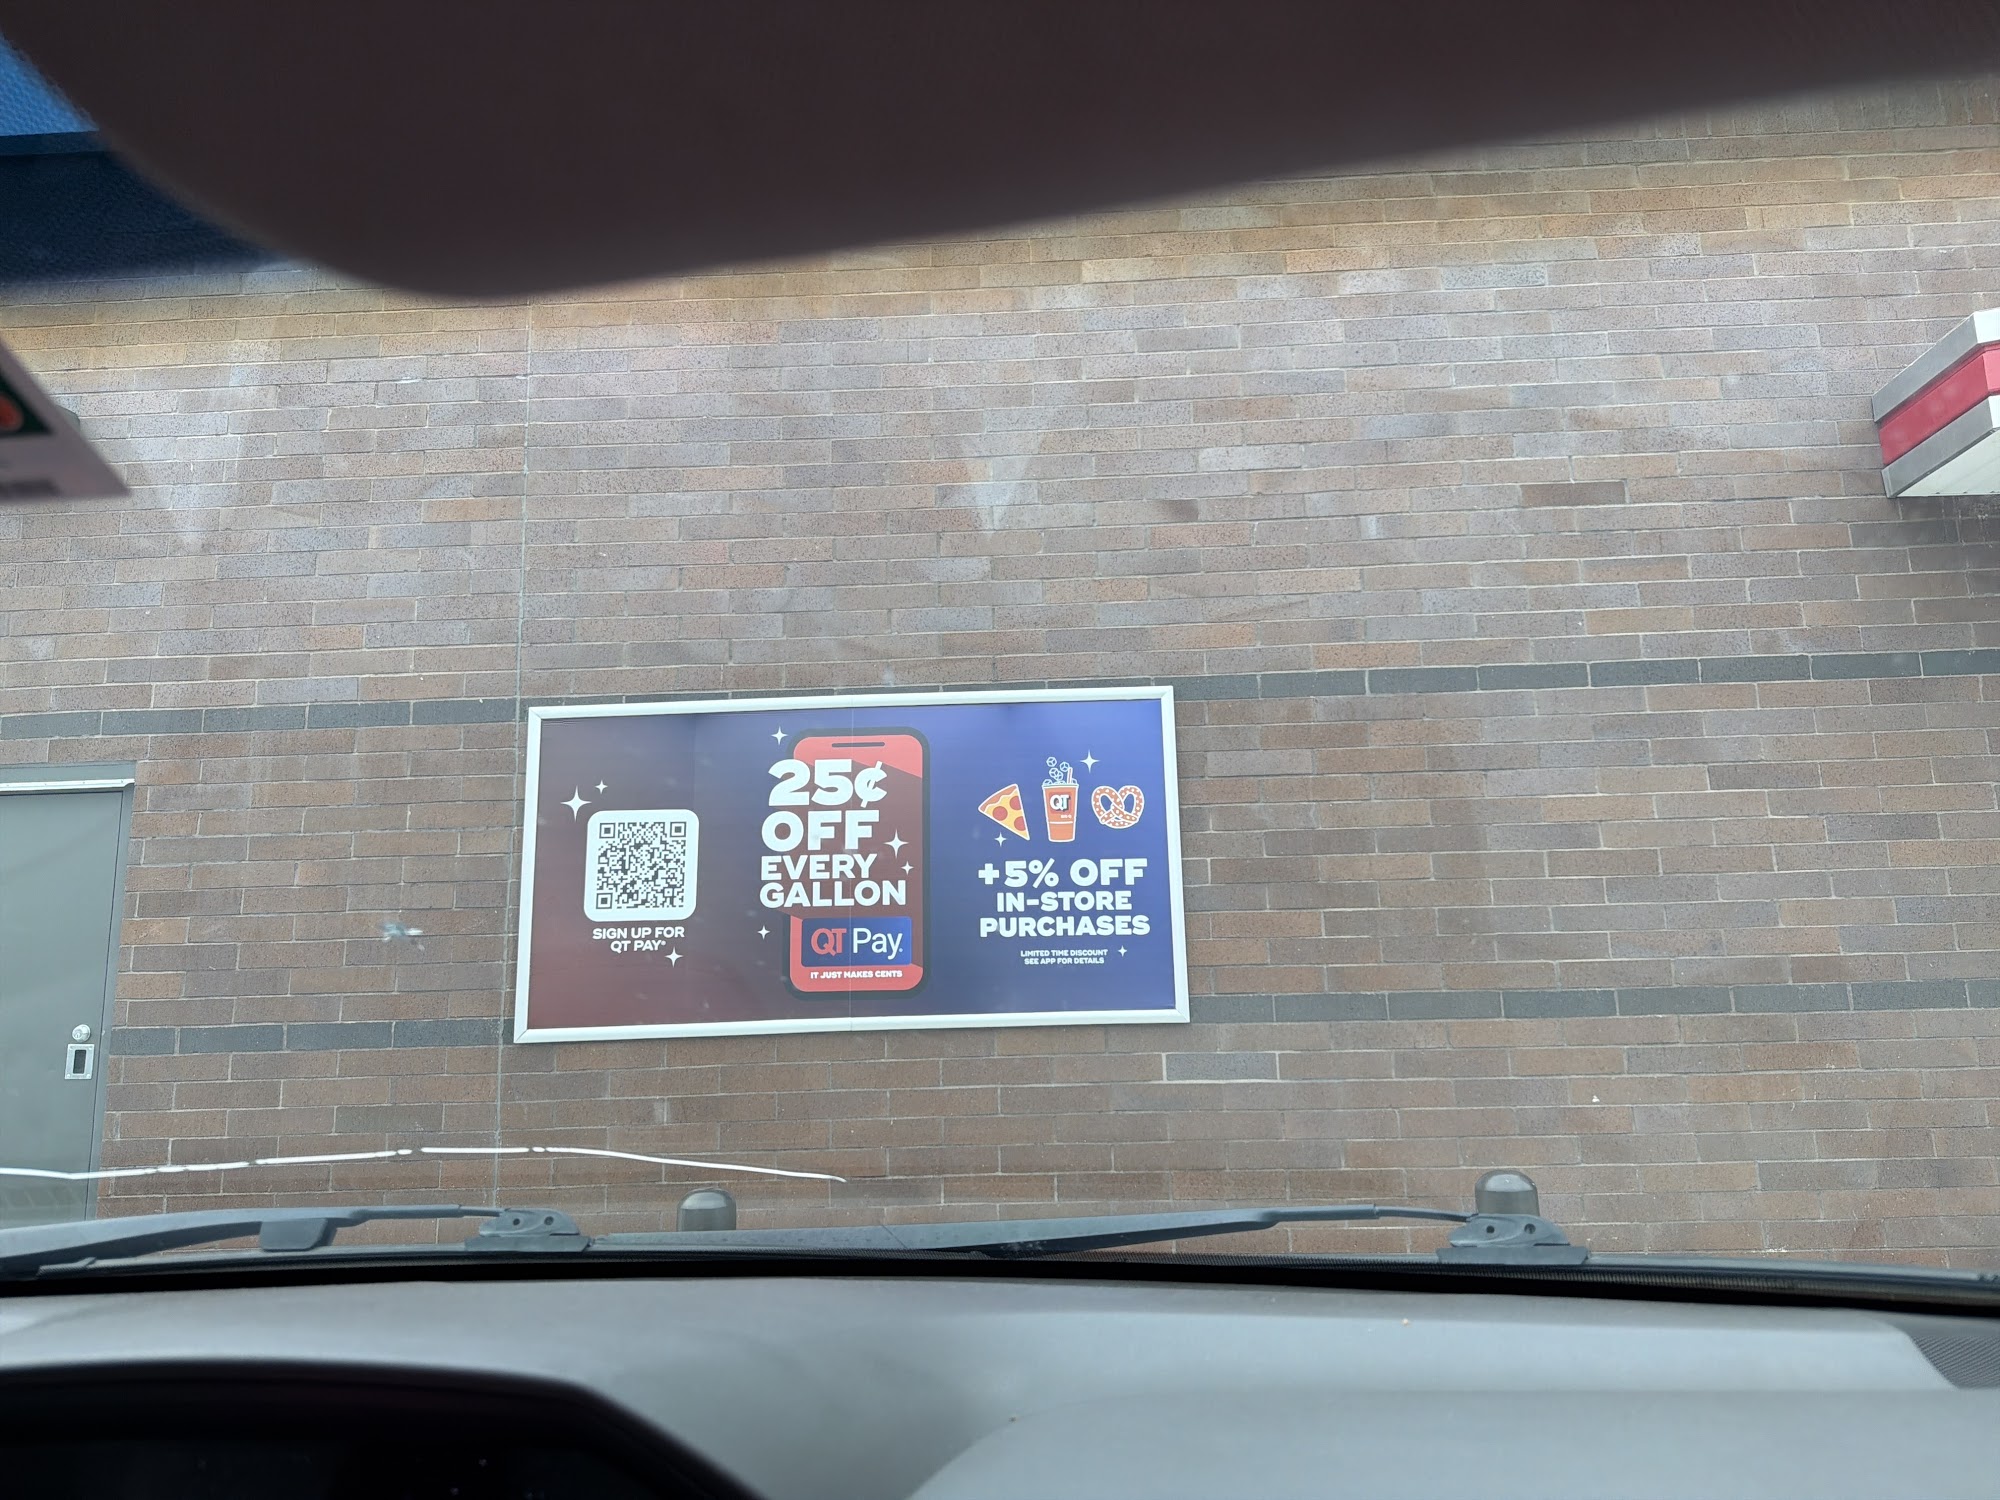 SIGN UP FOR
QT PAY®
25¢
OFF
EVERY
GALLON
QT Pay.
IT JUST MAKES CENTS
QT
+5% OFF
IN-STORE
PURCHASES
LIMITED TIME DISCOUNT
SEE APP FOR DETAILS